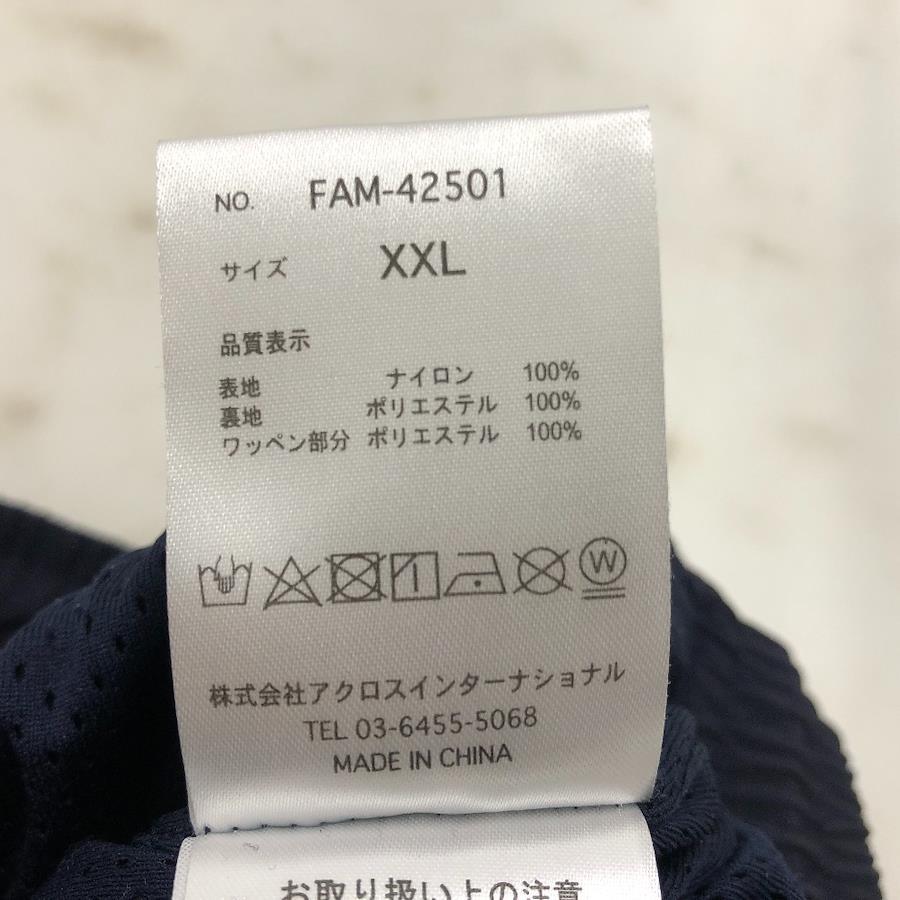 NO. FAM-42501
サイズ XXL
品質表示
表地 ナイロン 100%
裏地 ポリエステル 100%
ワッペン部分 ポリエステル 100%
W
株式会社アクロスインターナショナル
TEL 03-6455-5068
MADE IN CHINA
お取り扱い上の注意